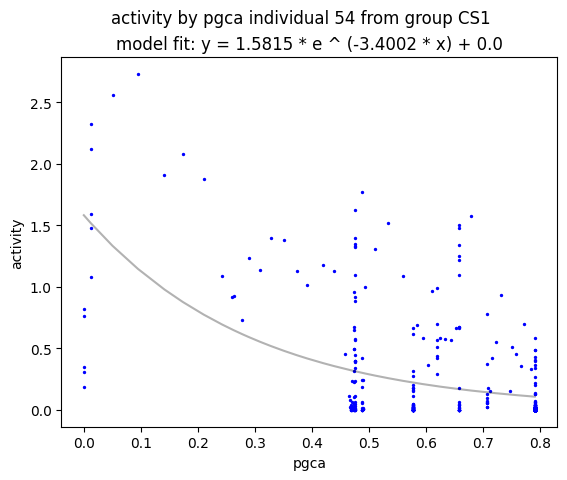 activity by pgca individual 54 from group CS1
model fit: y = 1.5815 * e ^ (-3.4002 * x) + 0.0
2.5
2.0
1.5
1.0
0.5
0.0
activity
0.0 0.1 0.2 0.3 0.4 0.5 0.6 0.7 0.8
pgca